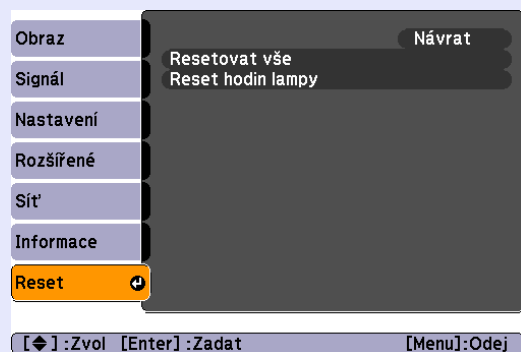 Obraz
Signál
Nastavení
Rozšířené
Síť
Informace
Reset
Návrat
Resetovat vše
Reset hodin lampy
[ ]:Zvol [Enter]:Zadat [Menu]:Odej